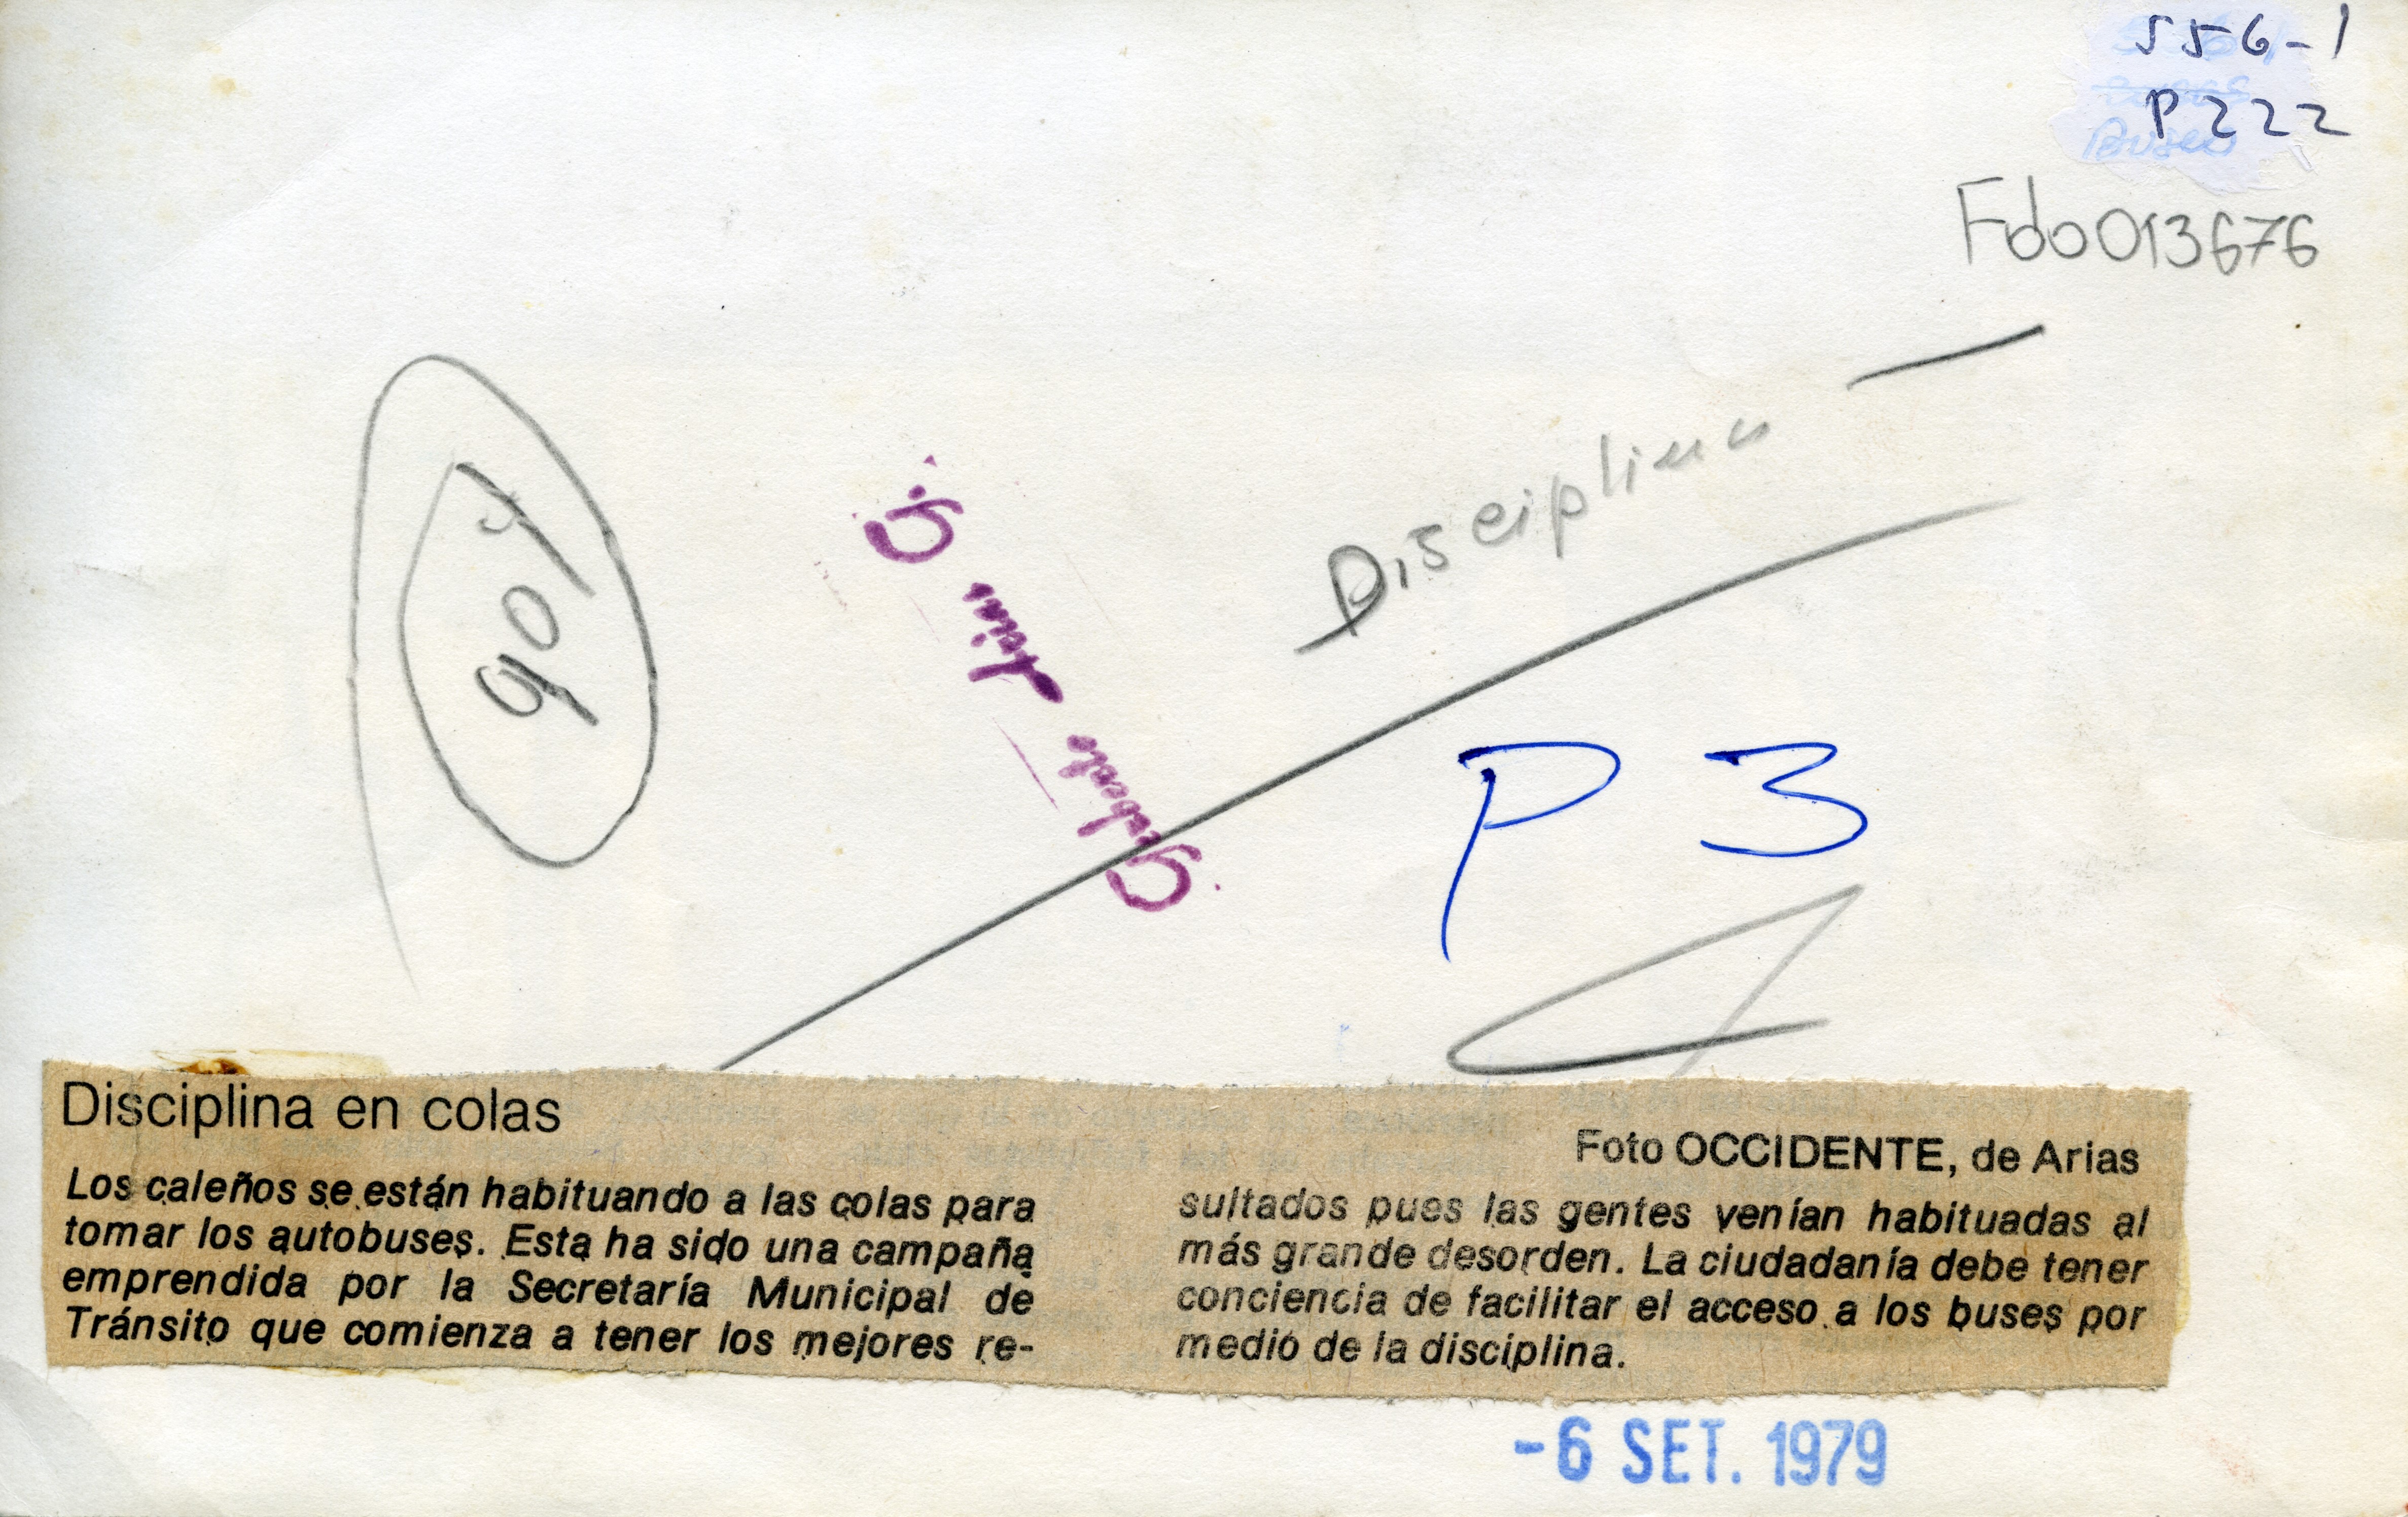 556-1
P222
Fdo013676
Disciplina
P 3
Disciplina en colas
Foto OCCIDENTE, de Arias
Los caleños se están habituando a las colas para
tomar los autobuses. Esta ha sido una campaña
emprendida por la Secretaría Municipal de
Tránsito que comienza a tener los mejores re-
sultados pues las gentes venían habituadas al
más grande desorden. La ciudadanía debe tener
conciencia de facilitar el acceso a los buses por
medio de la disciplina.
-6 SET. 1979